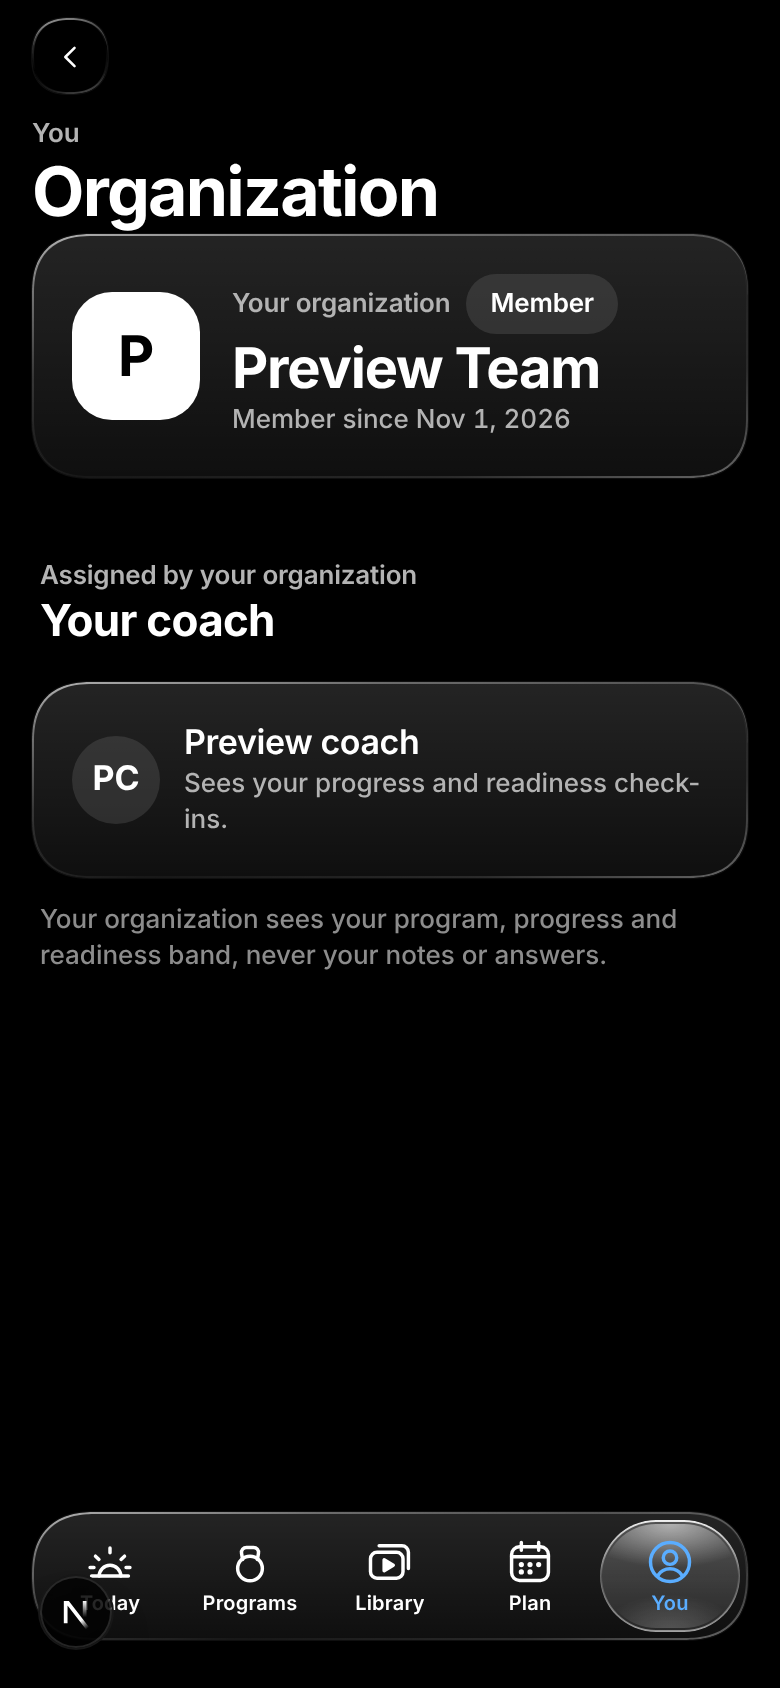 You
Organization
P
Your organization Member
Preview Team
Member since Nov 1, 2026
Assigned by your organization
Your coach
PC
Preview coach
Sees your progress and readiness check-
ins.
Your organization sees your program, progress and
readiness band, never your notes or answers.
Today Programs Library Plan You
N